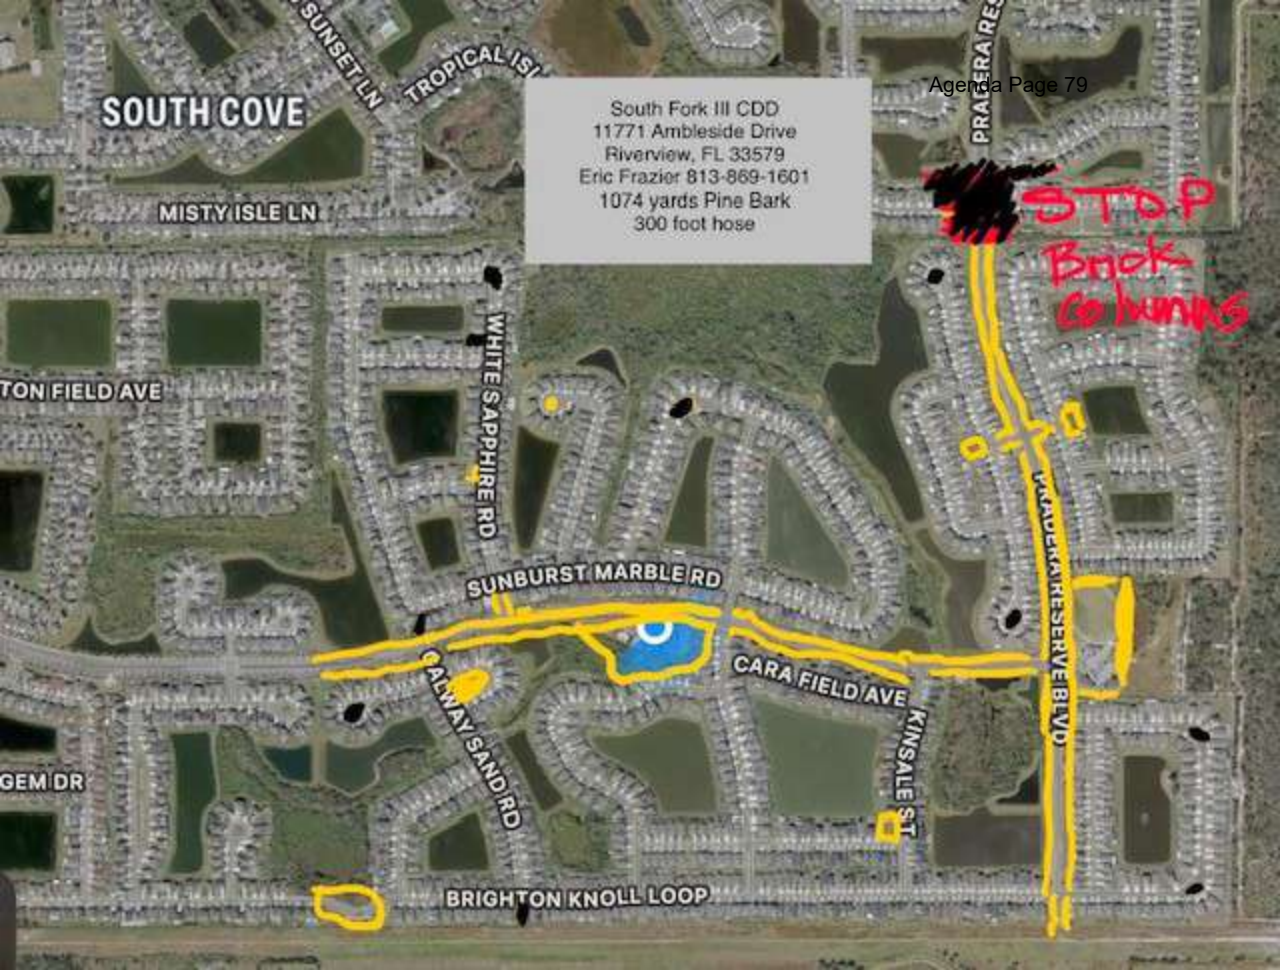 SUNSET LN
TROPICAL ISL
PRADERA RES
Agenda Page 79
SOUTH COVE
South Fork III CDD
11771 Ambleside Drive
Riverview, FL 33579
Eric Frazier 813-869-1601
1074 yards Pine Bark
300 foot hose
STOP
Brick
Columns
MISTY ISLE LN
WHITE SAPPHIRE RD
TON FIELD AVE
PRADERA RESERVE BLVD
SUNBURST MARBLE RD
CARA FIELD AVE
GALWAY SAND RD
KINSALE ST
GEM DR
BRIGHTON KNOLL LOOP